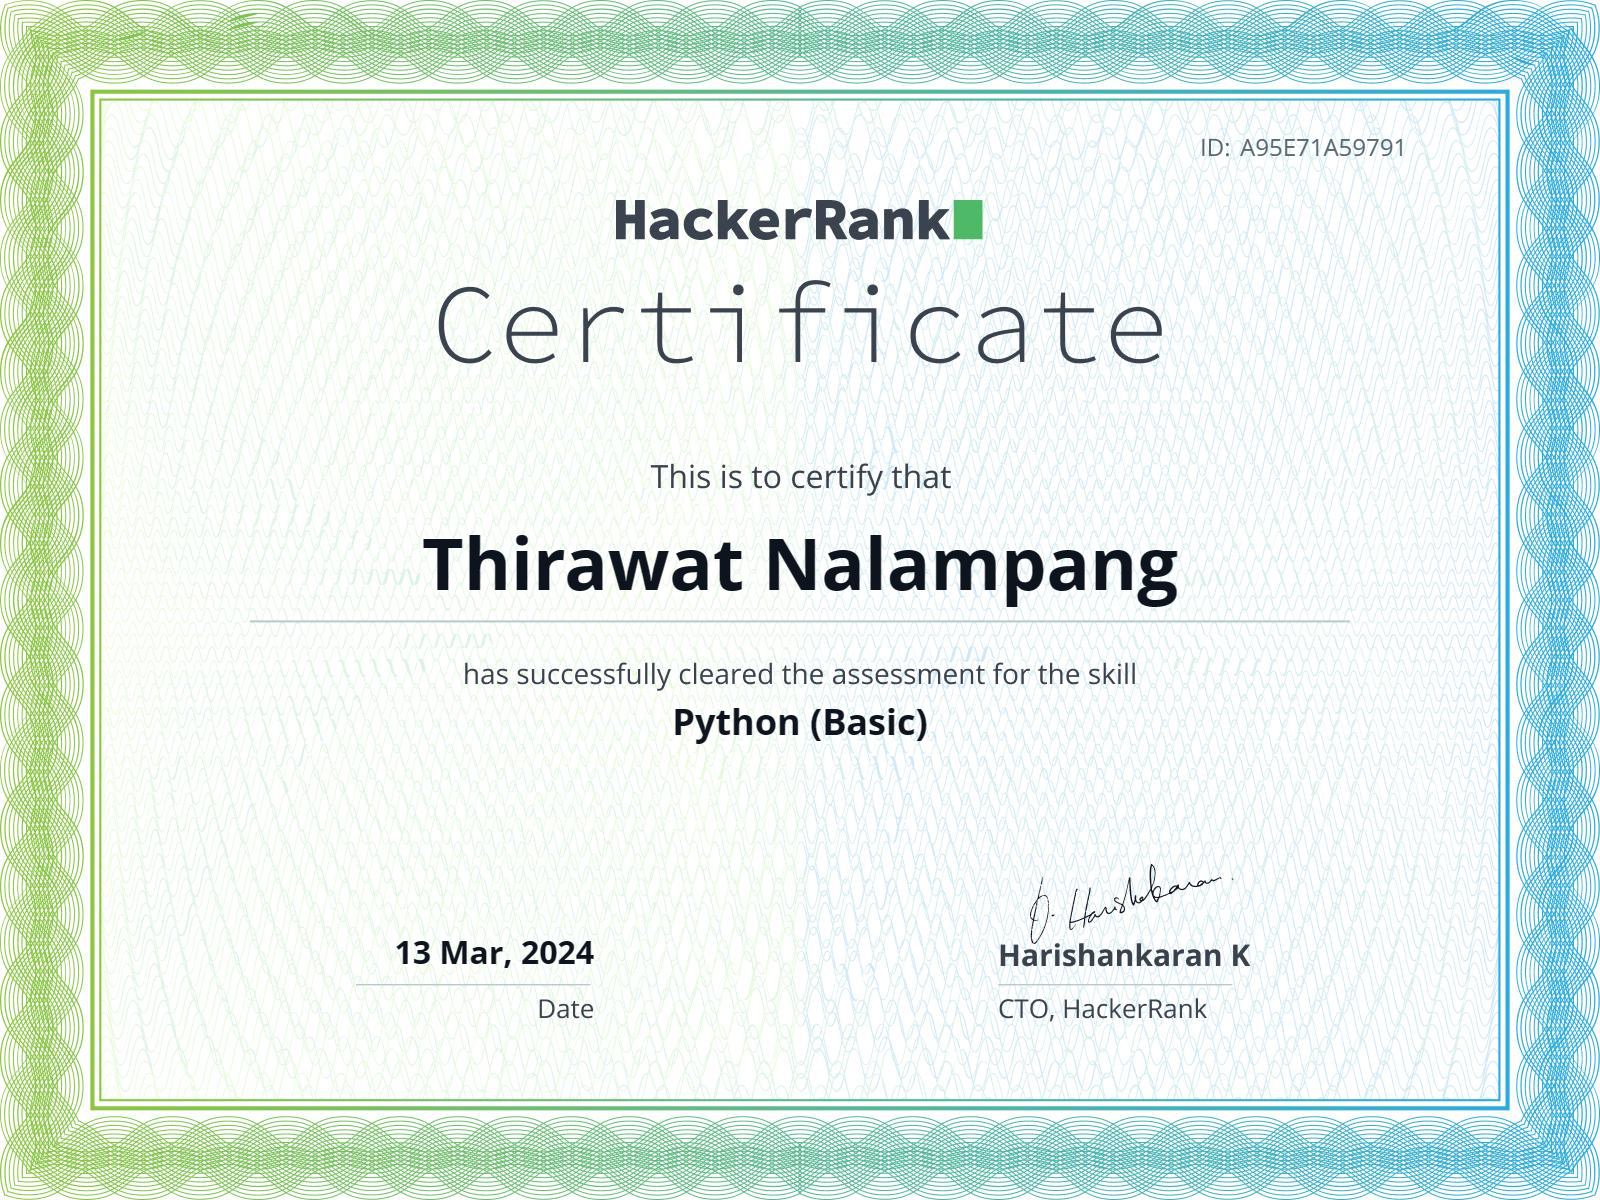 ID: A95E71A59791
HackerRank
Certificate
This is to certify that
Thirawat Nalampang
has successfully cleared the assessment for the skill
Python (Basic)
13 Mar, 2024
Date
Harishankaran K
CTO, HackerRank